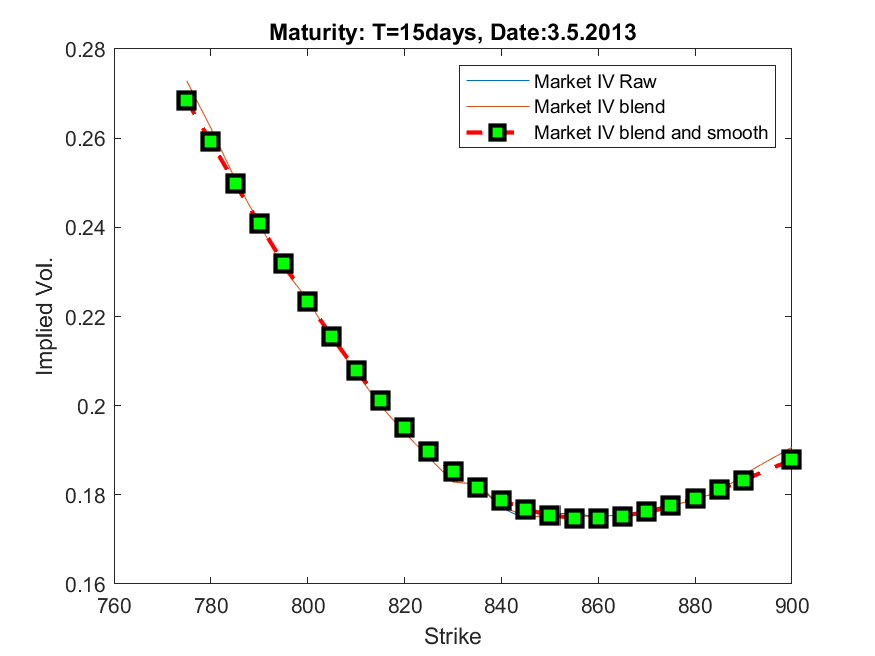 Maturity: T=15days, Date:3.5.2013
0.28
0.26
0.24
0.22
0.2
0.18
0.16
Implied Vol.
Market IV Raw
Market IV blend
Market IV blend and smooth
760 780 800 820 840 860 880 900
Strike